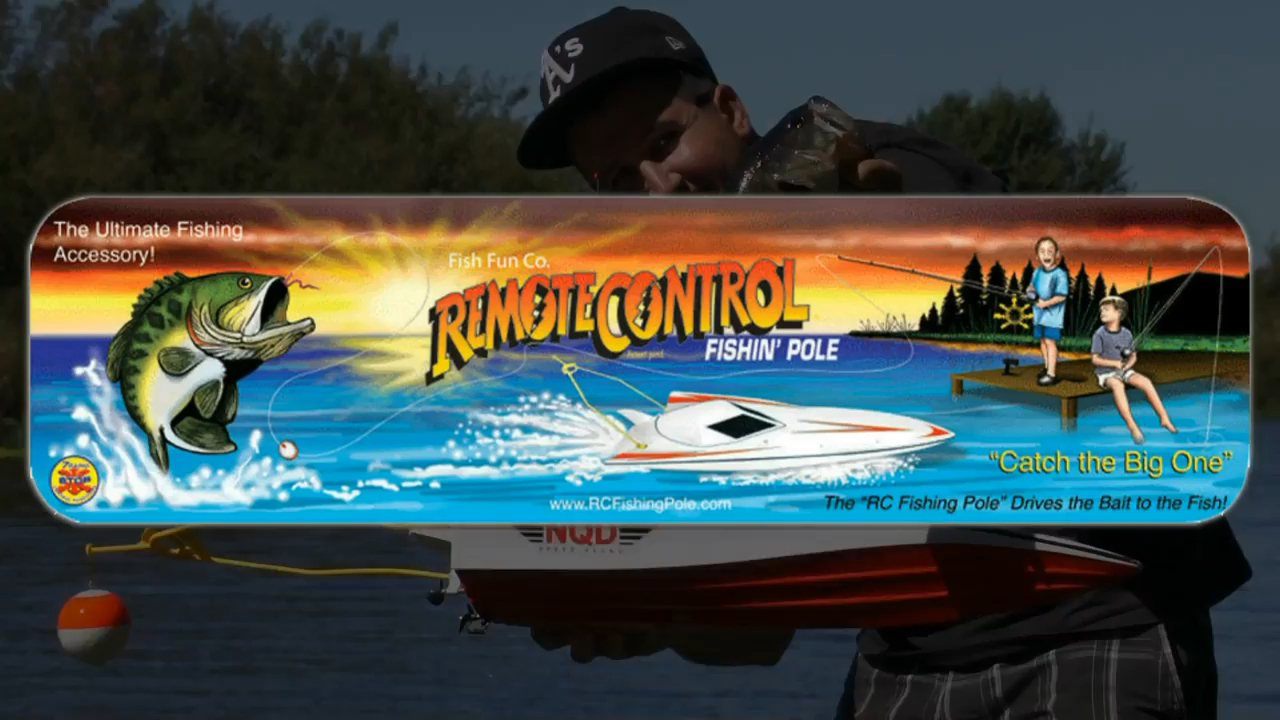 A's
The Ultimate Fishing
Accessory!
Fish Fun Co.
REMOTE CONTROL
FISHIN' POLE
STOP
"Catch the Big One"
www.RCFishingPole.com
The "RC Fishing Pole" Drives the Bait to the Fish!
NQD